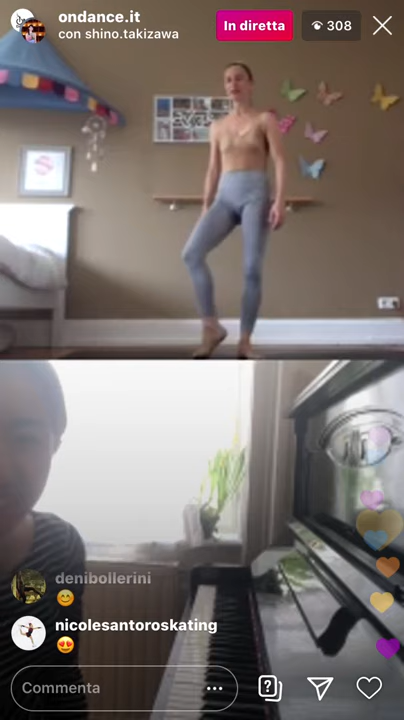 ondance.it
In diretta
308
con shino.takizawa
denibollerini
😊
nicolesantoroskating
😍
Commenta